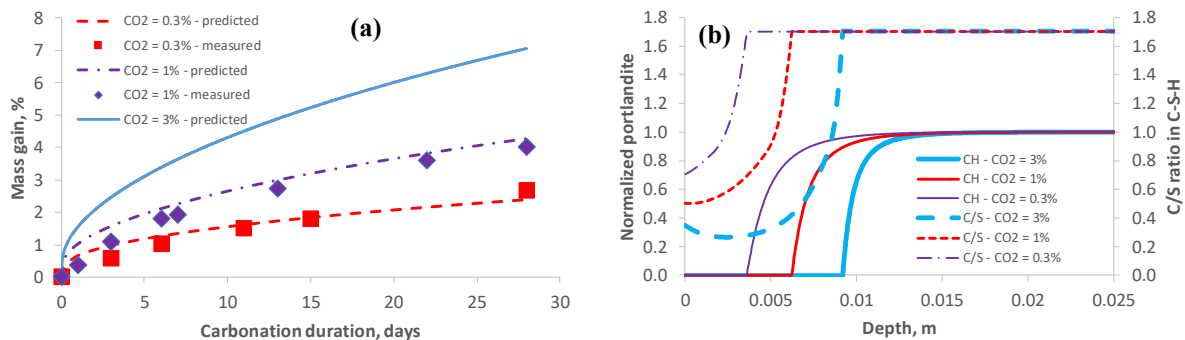 (a)
CO2 = 0.3% - predicted
CO2 = 0.3% - measured
CO2 = 1% - predicted
CO2 = 1% - measured
CO2 = 3% - predicted
Mass gain, %
8
7
6
5
4
3
2
1
0
0 5 10 15 20 25 30
Carbonation duration, days
(b)
Normalized portlandite
1.8
1.6
1.4
1.2
1.0
0.8
0.6
0.4
0.2
0.0
CH - CO2 = 3%
CH - CO2 = 1%
CH - CO2 = 0.3%
C/S - CO2 = 3%
C/S - CO2 = 1%
C/S - CO2 = 0.3%
1.8
1.6
1.4
1.2
1.0
0.8
0.6
0.4
0.2
0.0
C/S ratio in C-S-H
0 0.005 0.01 0.015 0.02 0.025
Depth, m